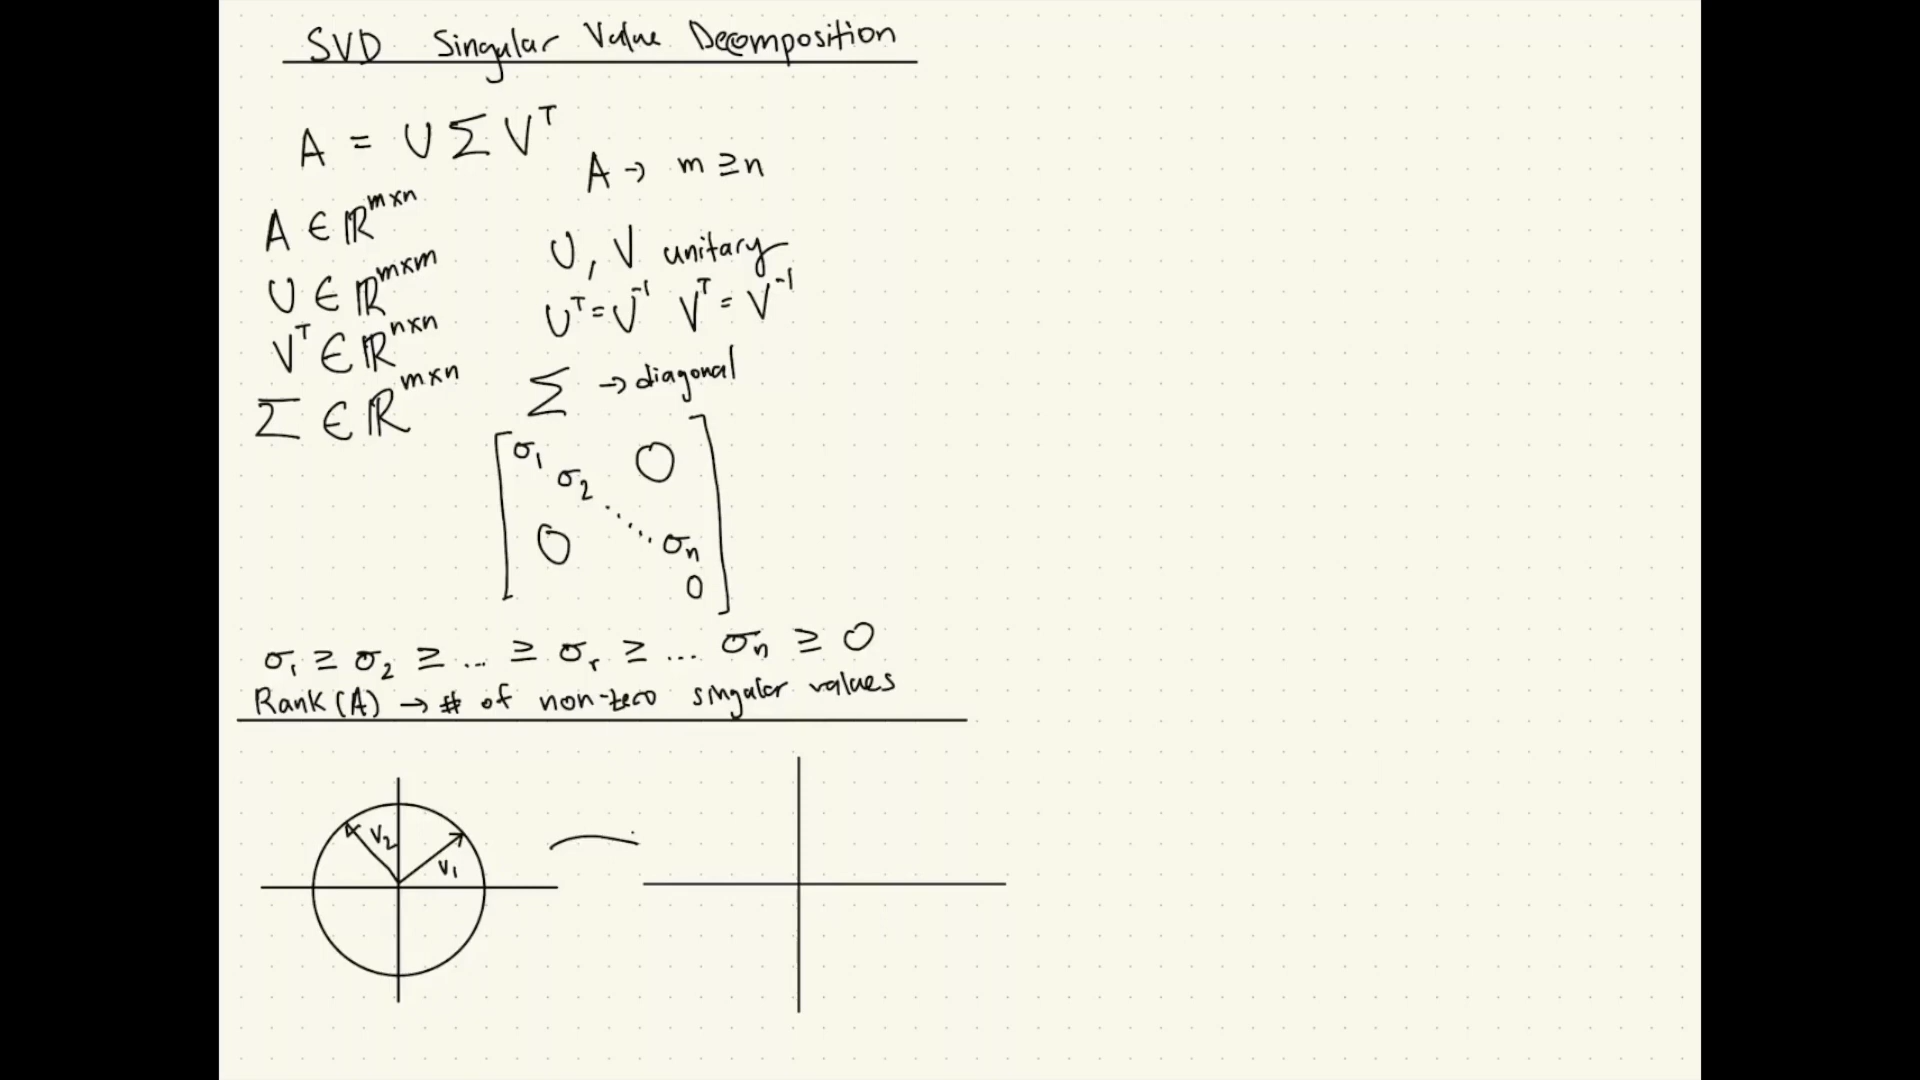 SVD Singular Value Decomposition
A = U Σ V^T
A → m ≥ n
A ∈ ℝ^{m×n}
U ∈ ℝ^{m×m}
V^T ∈ ℝ^{n×n}
Σ ∈ ℝ^{m×n}
U, V unitary
U^T = U^{-1} V^T = V^{-1}
Σ → diagonal
σ₁ 0
σ₂
⋱
0 σₙ
0
σ₁ ≥ σ₂ ≥ ... ≥ σᵣ ≥ ... σₙ ≥ 0
Rank(A) → # of non-zero singular values
V₂
V₁